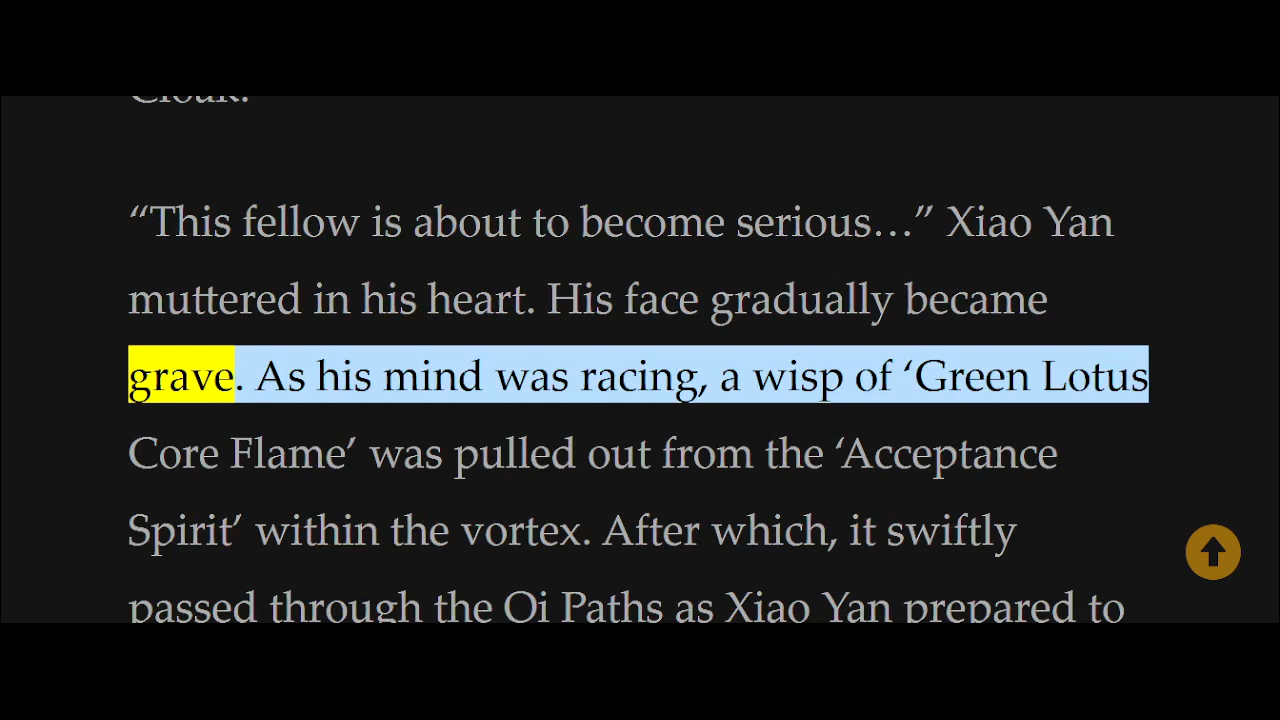 Cloak.
“This fellow is about to become serious…” Xiao Yan
muttered in his heart. His face gradually became
grave. As his mind was racing, a wisp of ‘Green Lotus
Core Flame’ was pulled out from the ‘Acceptance
Spirit’ within the vortex. After which, it swiftly
passed through the Qi Paths as Xiao Yan prepared to